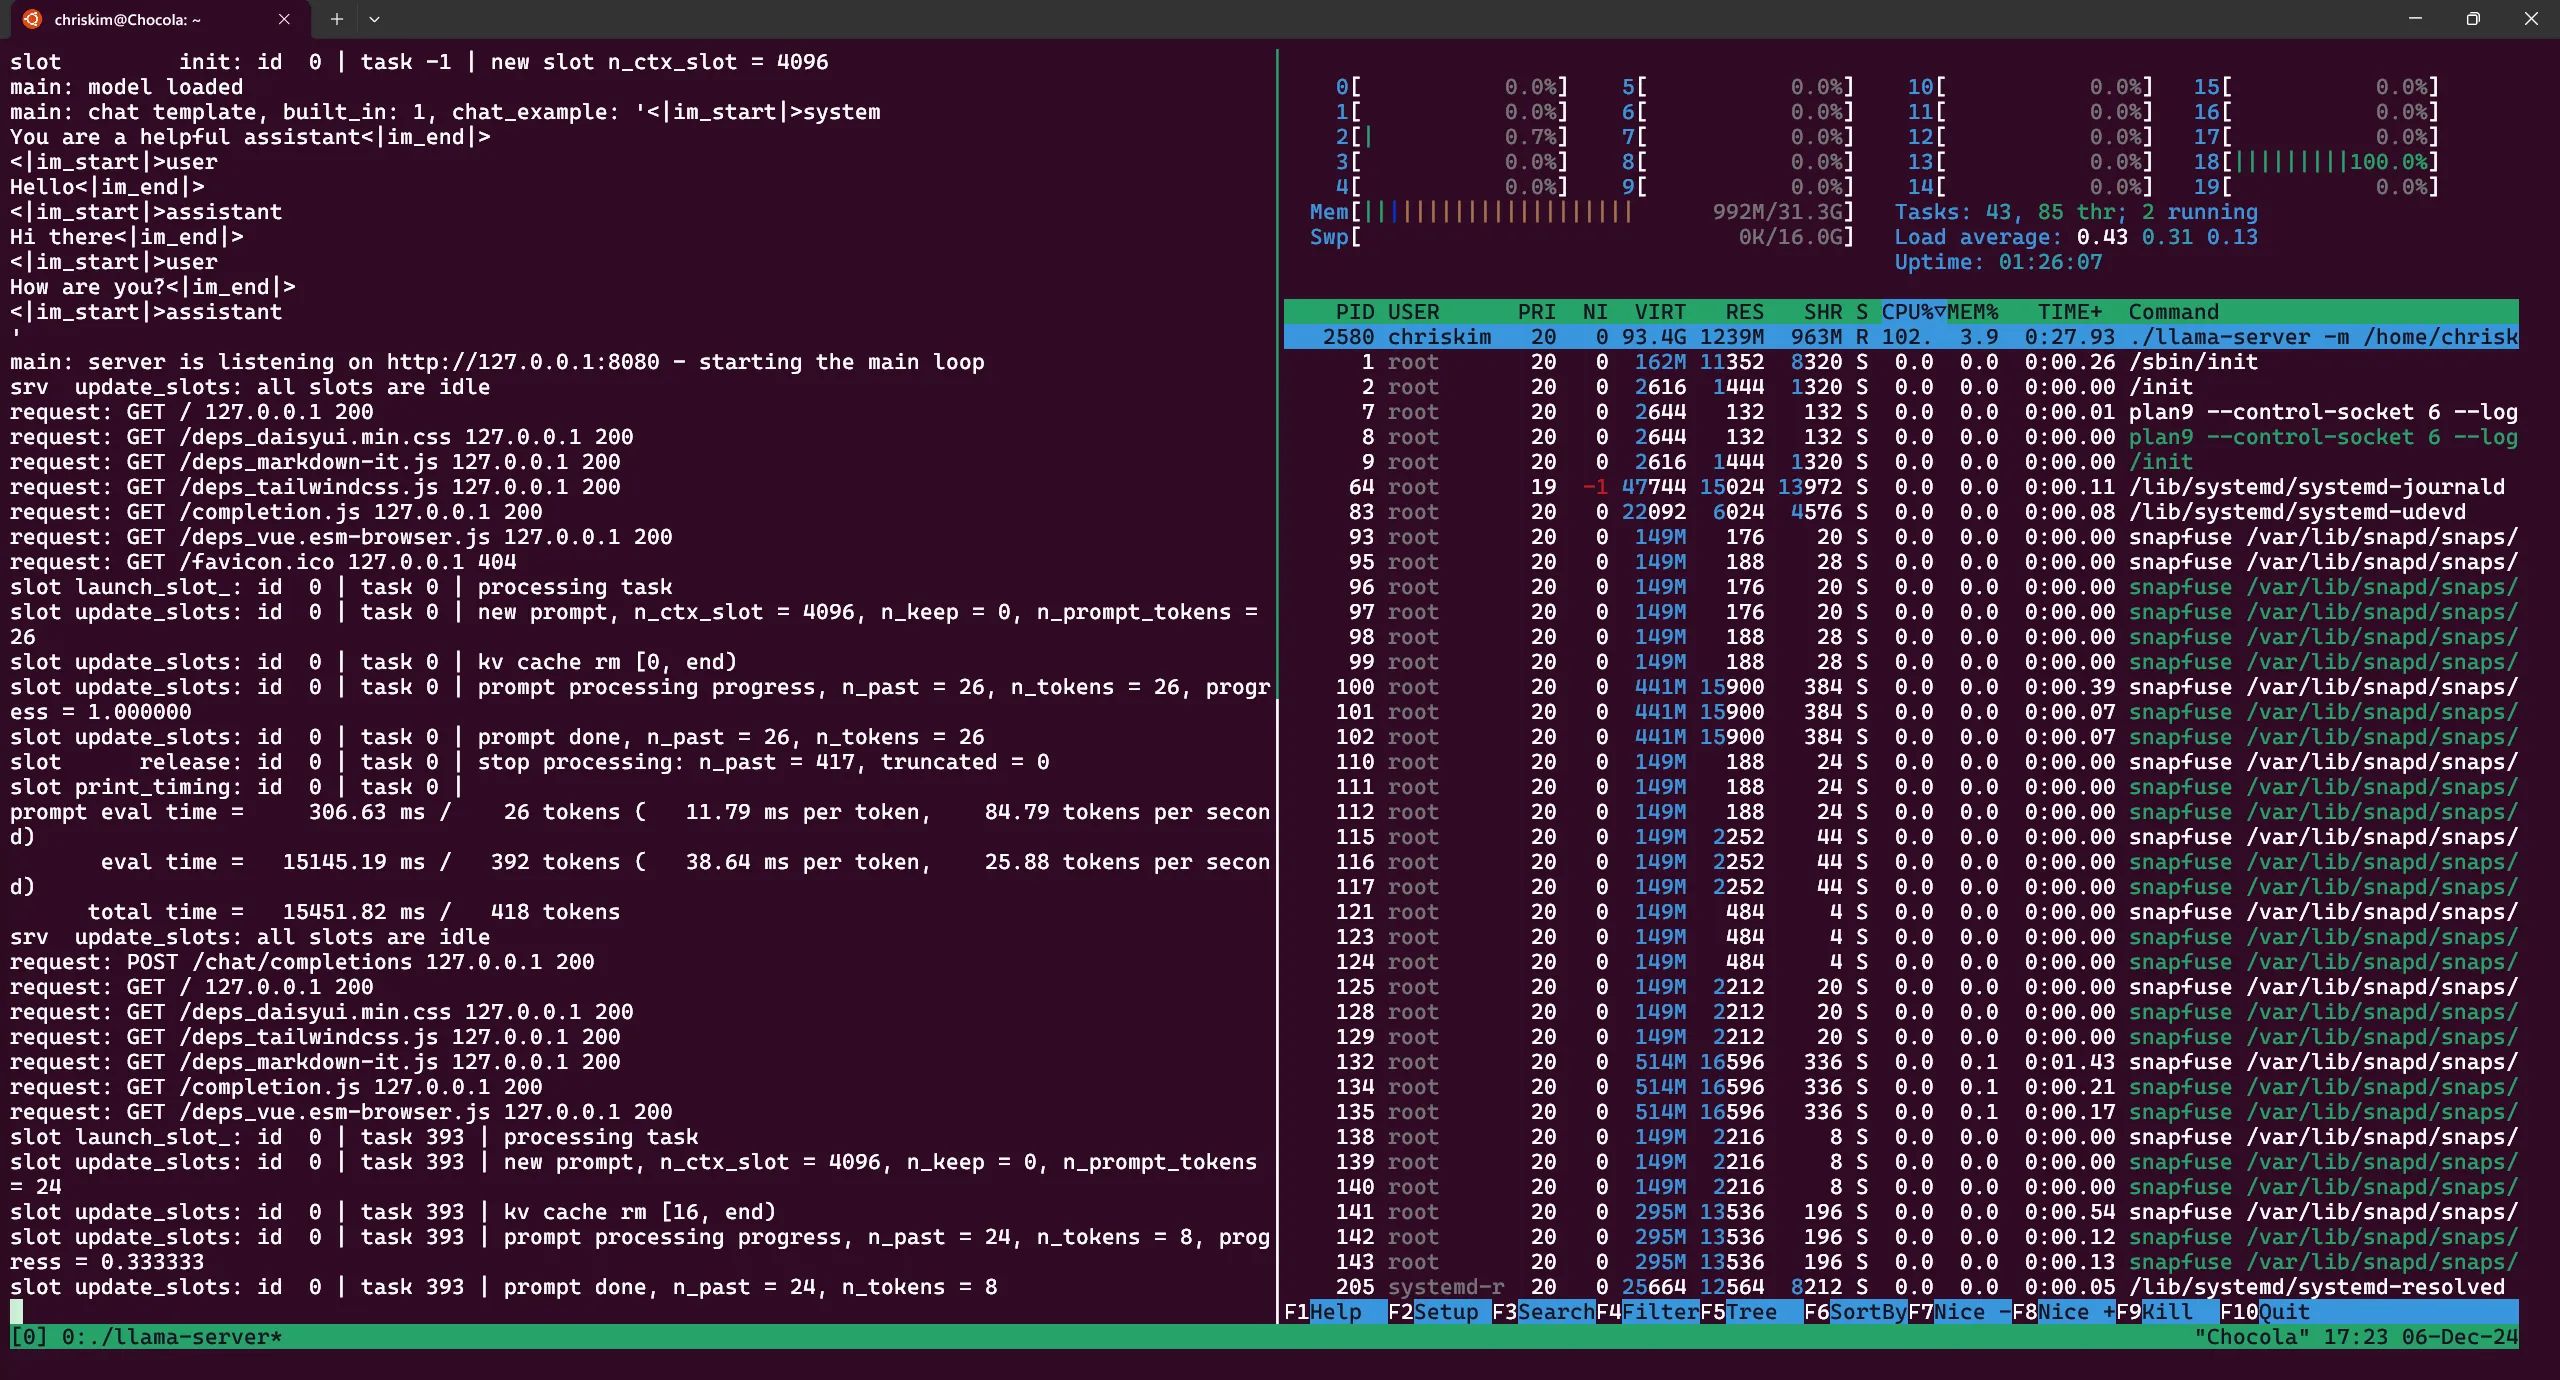 chriskim@Chocola: ~
slot         init: id  0 | task -1 | new slot n_ctx_slot = 4096
main: model loaded
main: chat template, built_in: 1, chat_example: '<|im_start|>system
You are a helpful assistant<|im_end|>
<|im_start|>user
Hello<|im_end|>
<|im_start|>assistant
Hi there<|im_end|>
<|im_start|>user
How are you?<|im_end|>
<|im_start|>assistant
'
main: server is listening on http://127.0.0.1:8080 - starting the main loop
srv  update_slots: all slots are idle
request: GET / 127.0.0.1 200
request: GET /deps_daisyui.min.css 127.0.0.1 200
request: GET /deps_markdown-it.js 127.0.0.1 200
request: GET /deps_tailwindcss.js 127.0.0.1 200
request: GET /completion.js 127.0.0.1 200
request: GET /deps_vue.esm-browser.js 127.0.0.1 200
request: GET /favicon.ico 127.0.0.1 404
slot launch_slot_: id  0 | task 0 | processing task
slot update_slots: id  0 | task 0 | new prompt, n_ctx_slot = 4096, n_keep = 0, n_prompt_tokens =
26
slot update_slots: id  0 | task 0 | kv cache rm [0, end)
slot update_slots: id  0 | task 0 | prompt processing progress, n_past = 26, n_tokens = 26, progr
ess = 1.000000
slot update_slots: id  0 | task 0 | prompt done, n_past = 26, n_tokens = 26
slot      release: id  0 | task 0 | stop processing: n_past = 417, truncated = 0
slot print_timing: id  0 | task 0 |
prompt eval time =     306.63 ms /    26 tokens (   11.79 ms per token,    84.79 tokens per secon
d)
       eval time =   15145.19 ms /   392 tokens (   38.64 ms per token,    25.88 tokens per secon
d)
      total time =   15451.82 ms /   418 tokens
srv  update_slots: all slots are idle
request: POST /chat/completions 127.0.0.1 200
request: GET / 127.0.0.1 200
request: GET /deps_daisyui.min.css 127.0.0.1 200
request: GET /deps_tailwindcss.js 127.0.0.1 200
request: GET /deps_markdown-it.js 127.0.0.1 200
request: GET /completion.js 127.0.0.1 200
request: GET /deps_vue.esm-browser.js 127.0.0.1 200
slot launch_slot_: id  0 | task 393 | processing task
slot update_slots: id  0 | task 393 | new prompt, n_ctx_slot = 4096, n_keep = 0, n_prompt_tokens
= 24
slot update_slots: id  0 | task 393 | kv cache rm [16, end)
slot update_slots: id  0 | task 393 | prompt processing progress, n_past = 24, n_tokens = 8, prog
ress = 0.333333
slot update_slots: id  0 | task 393 | prompt done, n_past = 24, n_tokens = 8
0[ 0.0%] 5[ 0.0%] 10[ 0.0%] 15[ 0.0%]
1[ 0.0%] 6[ 0.0%] 11[ 0.0%] 16[ 0.0%]
2[| 0.7%] 7[ 0.0%] 12[ 0.0%] 17[ 0.0%]
3[ 0.0%] 8[ 0.0%] 13[ 0.0%] 18[|||||||||100.0%]
4[ 0.0%] 9[ 0.0%] 14[ 0.0%] 19[ 0.0%]
Mem[||||||||||||||||||||| 992M/31.3G] Tasks: 43, 85 thr; 2 running
Swp[ 0K/16.0G] Load average: 0.43 0.31 0.13
Uptime: 01:26:07
PID USER PRI NI VIRT RES SHR S CPU%▽MEM% TIME+ Command
2580 chriskim 20 0 93.4G 1239M 963M R 102. 3.9 0:27.93 ./llama-server -m /home/chrisk
1 root 20 0 162M 11352 8320 S 0.0 0.0 0:00.26 /sbin/init
2 root 20 0 2616 1444 1320 S 0.0 0.0 0:00.00 /init
7 root 20 0 2644 132 132 S 0.0 0.0 0:00.01 plan9 --control-socket 6 --log
8 root 20 0 2644 132 132 S 0.0 0.0 0:00.00 plan9 --control-socket 6 --log
9 root 20 0 2616 1444 1320 S 0.0 0.0 0:00.00 /init
64 root 19 -1 47744 15024 13972 S 0.0 0.0 0:00.11 /lib/systemd/systemd-journald
83 root 20 0 22092 6024 4576 S 0.0 0.0 0:00.08 /lib/systemd/systemd-udevd
93 root 20 0 149M 176 20 S 0.0 0.0 0:00.00 snapfuse /var/lib/snapd/snaps/
95 root 20 0 149M 188 28 S 0.0 0.0 0:00.00 snapfuse /var/lib/snapd/snaps/
96 root 20 0 149M 176 20 S 0.0 0.0 0:00.00 snapfuse /var/lib/snapd/snaps/
97 root 20 0 149M 176 20 S 0.0 0.0 0:00.00 snapfuse /var/lib/snapd/snaps/
98 root 20 0 149M 188 28 S 0.0 0.0 0:00.00 snapfuse /var/lib/snapd/snaps/
99 root 20 0 149M 188 28 S 0.0 0.0 0:00.00 snapfuse /var/lib/snapd/snaps/
100 root 20 0 441M 15900 384 S 0.0 0.0 0:00.39 snapfuse /var/lib/snapd/snaps/
101 root 20 0 441M 15900 384 S 0.0 0.0 0:00.07 snapfuse /var/lib/snapd/snaps/
102 root 20 0 441M 15900 384 S 0.0 0.0 0:00.07 snapfuse /var/lib/snapd/snaps/
110 root 20 0 149M 188 24 S 0.0 0.0 0:00.00 snapfuse /var/lib/snapd/snaps/
111 root 20 0 149M 188 24 S 0.0 0.0 0:00.00 snapfuse /var/lib/snapd/snaps/
112 root 20 0 149M 188 24 S 0.0 0.0 0:00.00 snapfuse /var/lib/snapd/snaps/
115 root 20 0 149M 2252 44 S 0.0 0.0 0:00.00 snapfuse /var/lib/snapd/snaps/
116 root 20 0 149M 2252 44 S 0.0 0.0 0:00.00 snapfuse /var/lib/snapd/snaps/
117 root 20 0 149M 2252 44 S 0.0 0.0 0:00.00 snapfuse /var/lib/snapd/snaps/
121 root 20 0 149M 484 4 S 0.0 0.0 0:00.00 snapfuse /var/lib/snapd/snaps/
123 root 20 0 149M 484 4 S 0.0 0.0 0:00.00 snapfuse /var/lib/snapd/snaps/
124 root 20 0 149M 484 4 S 0.0 0.0 0:00.00 snapfuse /var/lib/snapd/snaps/
125 root 20 0 149M 2212 20 S 0.0 0.0 0:00.00 snapfuse /var/lib/snapd/snaps/
128 root 20 0 149M 2212 20 S 0.0 0.0 0:00.00 snapfuse /var/lib/snapd/snaps/
129 root 20 0 149M 2212 20 S 0.0 0.0 0:00.00 snapfuse /var/lib/snapd/snaps/
132 root 20 0 514M 16596 336 S 0.0 0.1 0:01.43 snapfuse /var/lib/snapd/snaps/
134 root 20 0 514M 16596 336 S 0.0 0.1 0:00.21 snapfuse /var/lib/snapd/snaps/
135 root 20 0 514M 16596 336 S 0.0 0.1 0:00.17 snapfuse /var/lib/snapd/snaps/
138 root 20 0 149M 2216 8 S 0.0 0.0 0:00.00 snapfuse /var/lib/snapd/snaps/
139 root 20 0 149M 2216 8 S 0.0 0.0 0:00.00 snapfuse /var/lib/snapd/snaps/
140 root 20 0 149M 2216 8 S 0.0 0.0 0:00.00 snapfuse /var/lib/snapd/snaps/
141 root 20 0 295M 13536 196 S 0.0 0.0 0:00.54 snapfuse /var/lib/snapd/snaps/
142 root 20 0 295M 13536 196 S 0.0 0.0 0:00.12 snapfuse /var/lib/snapd/snaps/
143 root 20 0 295M 13536 196 S 0.0 0.0 0:00.13 snapfuse /var/lib/snapd/snaps/
205 systemd-r 20 0 25664 12564 8212 S 0.0 0.0 0:00.05 /lib/systemd/systemd-resolved
F1Help F2Setup F3SearchF4FilterF5Tree F6SortByF7Nice -F8Nice +F9Kill F10Quit
[0] 0:./llama-server* "Chocola" 17:23 06-Dec-24